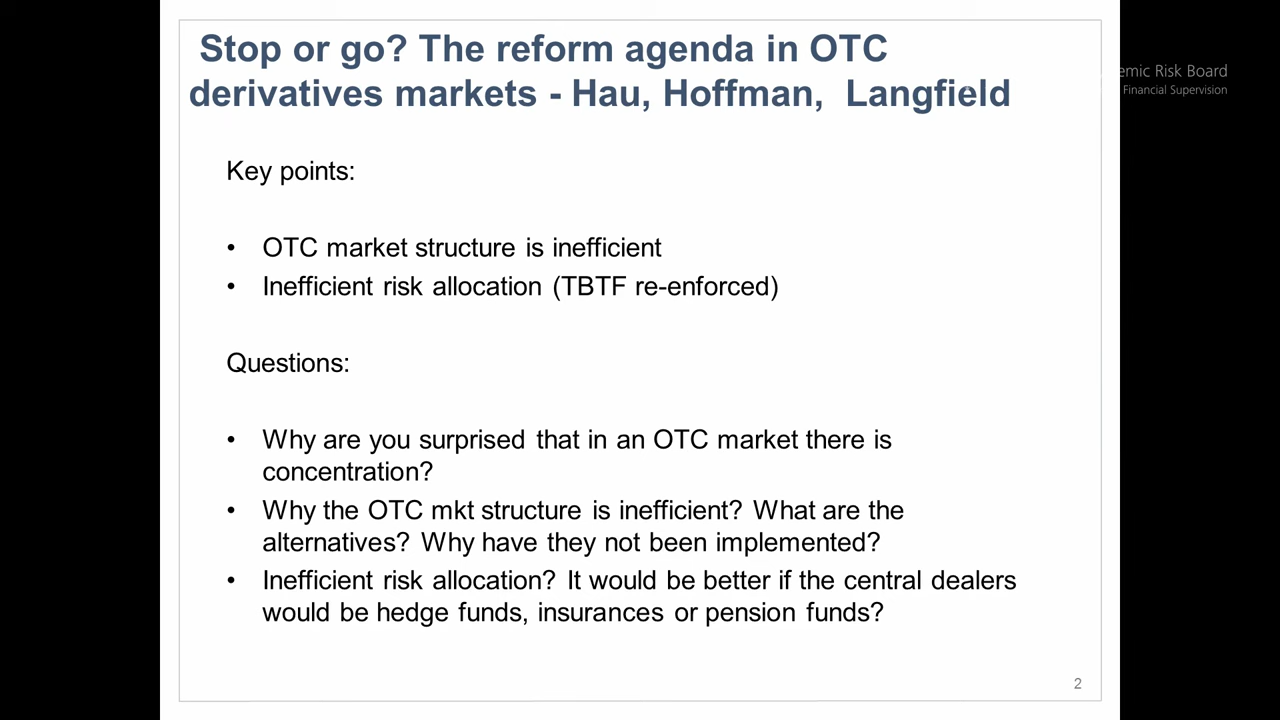 Stop or go? The reform agenda in OTC
derivatives markets - Hau, Hoffman, Langfield
emic Risk Board
Financial Supervision
Key points:
• OTC market structure is inefficient
• Inefficient risk allocation (TBTF re-enforced)
Questions:
• Why are you surprised that in an OTC market there is
concentration?
• Why the OTC mkt structure is inefficient? What are the
alternatives? Why have they not been implemented?
• Inefficient risk allocation? It would be better if the central dealers
would be hedge funds, insurances or pension funds?
2